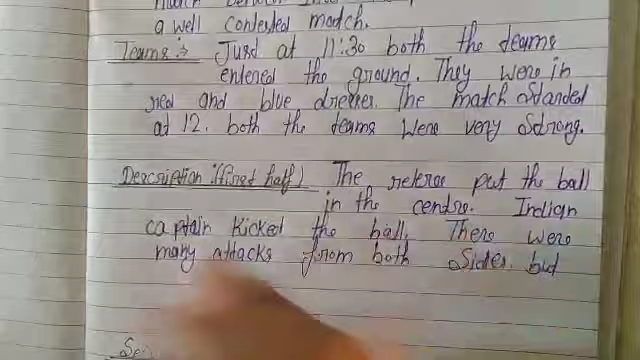 a well contested match.
Teams:→ Just at 11:30 both the teams
entered the ground. They were in
red and blue dresses. The match Started
at 12. both the teams were very Strong.
Description :(first half) The referee put the ball
in the centre. Indian
captain kicked the ball. There were
many attacks from both Sides. but